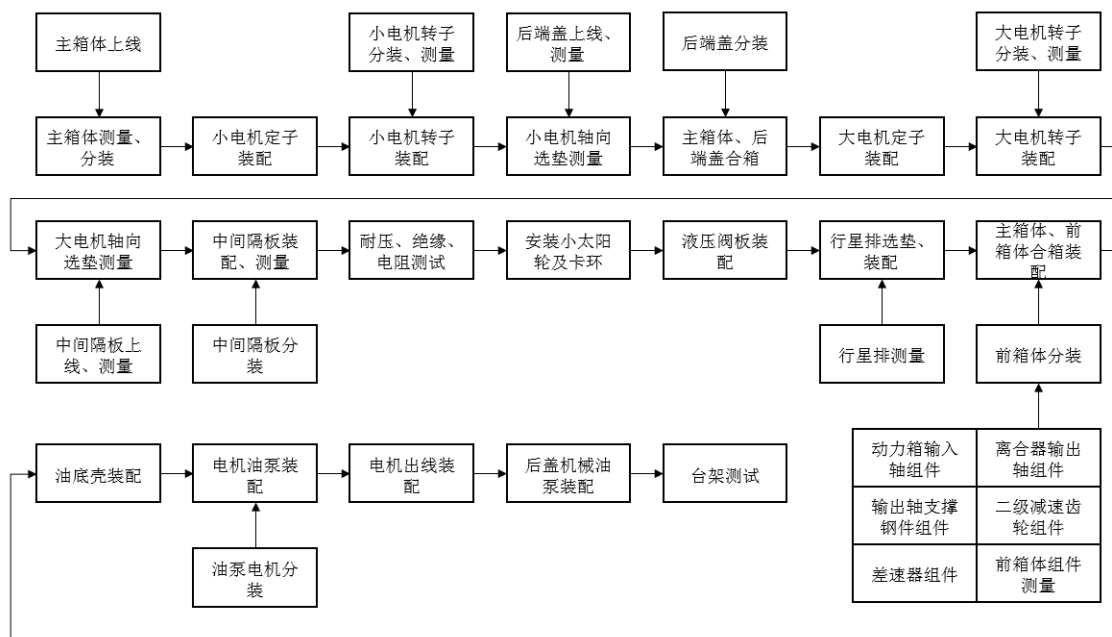 主箱体上线
小电机转子
分装、测量
后端盖上线、
测量
后端盖分装
大电机转子
分装、测量
主箱体测量、
分装
小电机定子
装配
小电机转子
装配
小电机轴向
选垫测量
主箱体、后
端盖合箱
大电机定子
装配
大电机转子
装配
大电机轴向
选垫测量
中间隔板装
配、测量
耐压、绝缘、
电阻测试
安装小太阳
轮及卡环
液压阀板装
配
行星排选垫、
装配
主箱体、前
箱体合箱装
配
中间隔板上
线、测量
中间隔板分
装
行星排测量
前箱体分装
油底壳装配
电机油泵装
配
电机出线装
配
后盖机械油
泵装配
台架测试
动力箱输入
轴组件
离合器输出
轴组件
输出轴支撑
钢件组件
二级减速齿
轮组件
差速器组件
前箱体组件
测量
油泵电机分
装